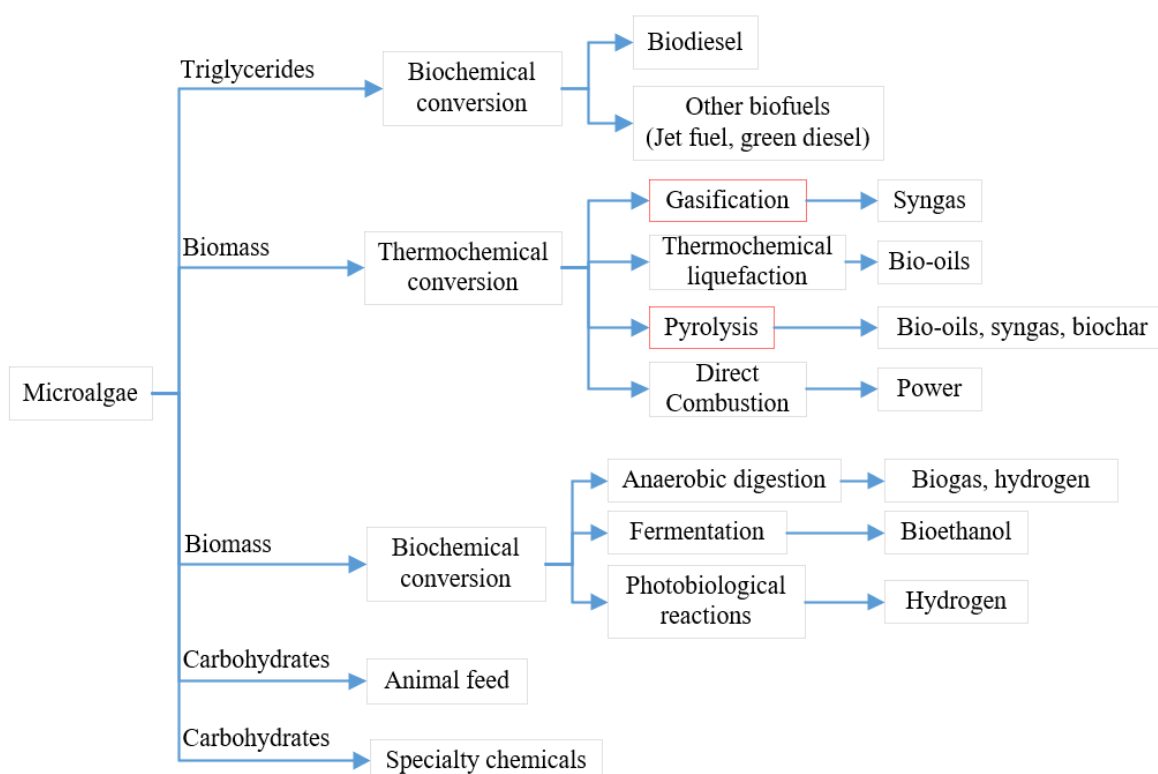 Triglycerides
Biochemical
conversion
Biodiesel
Other biofuels
(Jet fuel, green diesel)
Biomass
Thermochemical
conversion
Gasification
Syngas
Thermochemical
liquefaction
Bio-oils
Pyrolysis
Bio-oils, syngas, biochar
Direct
Combustion
Power
Microalgae
Biomass
Biochemical
conversion
Anaerobic digestion
Biogas, hydrogen
Fermentation
Bioethanol
Photobiological
reactions
Hydrogen
Carbohydrates
Animal feed
Carbohydrates
Specialty chemicals